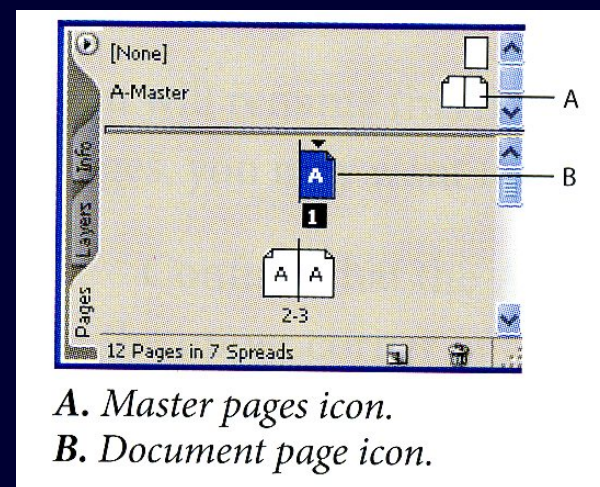 [None]
A-Master
A
A
B
1
A A
2-3
Info
Layers
Pages
12 Pages in 7 Spreads
A. Master pages icon.
B. Document page icon.